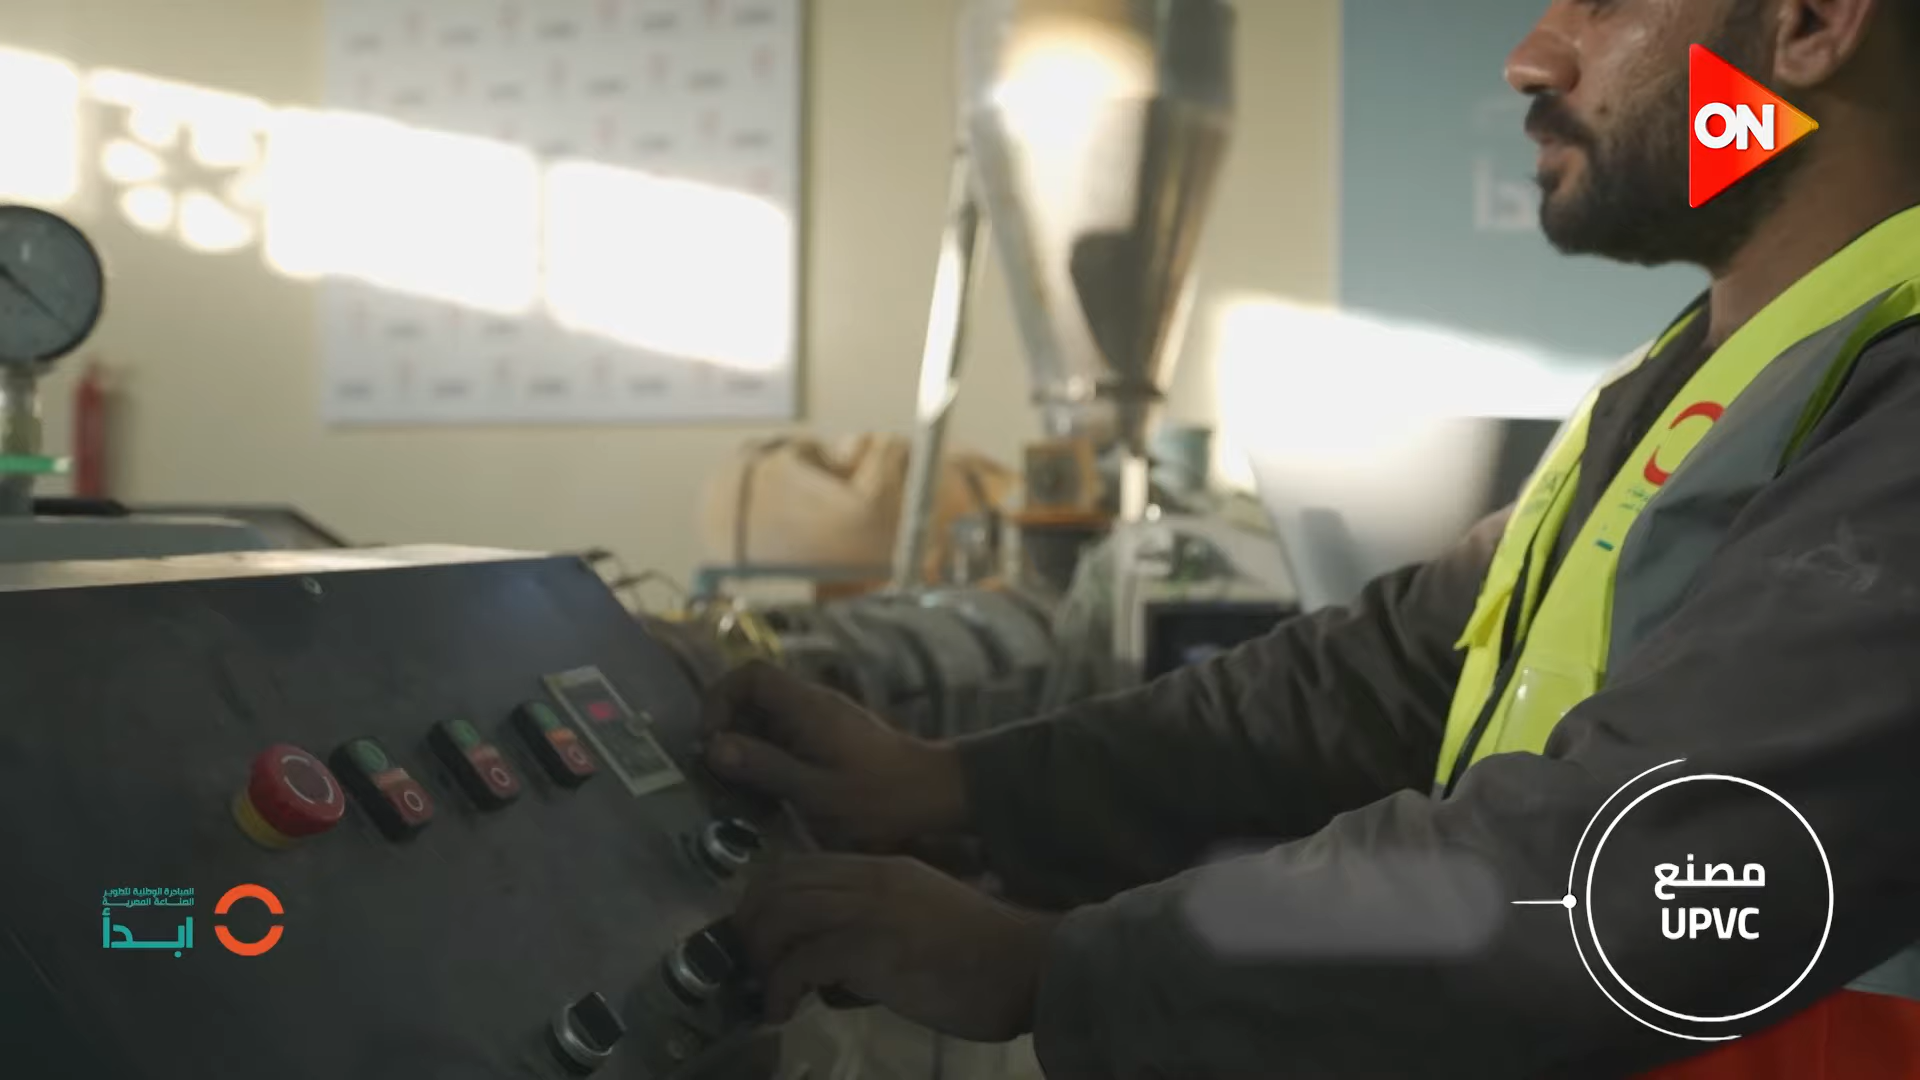 ON
المبادرة الوطنية لتطوير
الصناعة المصرية
ابدأ
مصنع
UPVC